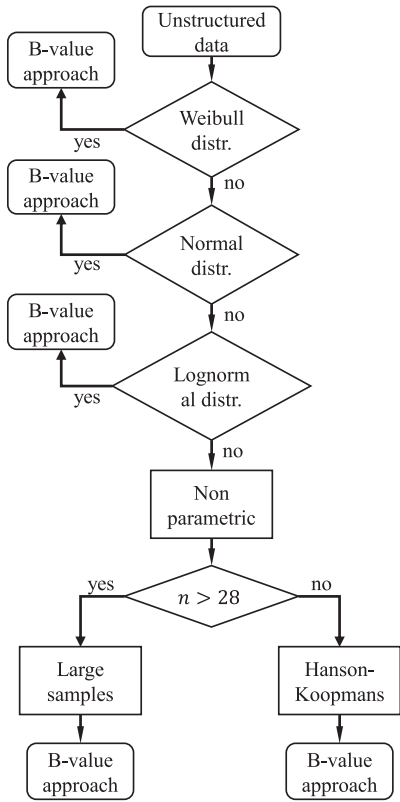 Unstructured
data
B-value
approach
Weibull
distr.
yes
no
B-value
approach
Normal
distr.
yes
no
B-value
approach
Lognorm
al distr.
yes
no
Non
parametric
yes
n > 28
no
Large
samples
Hanson-
Koopmans
B-value
approach
B-value
approach